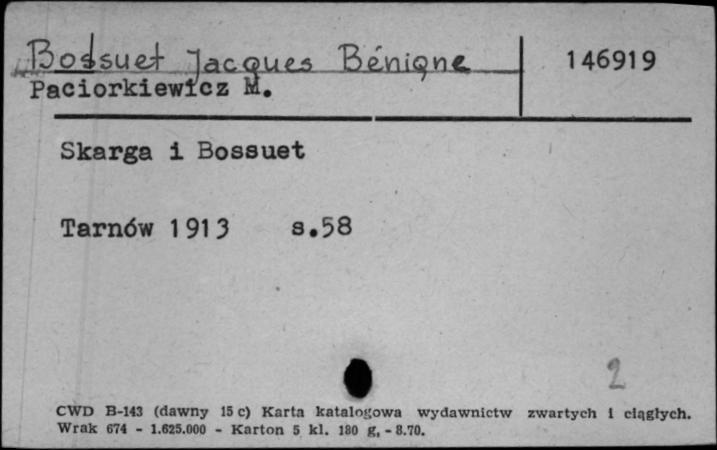 Bossuet Jacques Bénigne
146919
Paciorkiewicz M.
Skarga i Bossuet
Tarnów 1913 s.58
2
CWD B-143 (dawny 15 c) Karta katalogowa wydawnictw zwartych i ciągłych.
Wrak 674 - 1.625.000 - Karton 5 kl. 180 g, - 8.70.